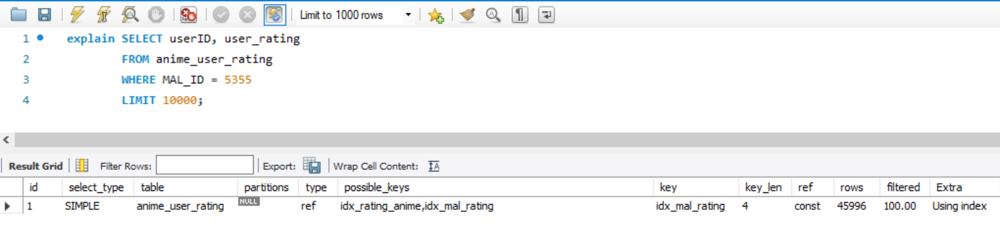 Limit to 1000 rows
1 explain SELECT userID, user_rating
2 FROM anime_user_rating
3 WHERE MAL_ID = 5355
4 LIMIT 10000;
Result Grid Filter Rows: Export: Wrap Cell Content:
id select_type table partitions type possible_keys key key_len ref rows filtered Extra
1 SIMPLE anime_user_rating NULL ref idx_rating_anime,idx_mal_rating idx_mal_rating 4 const 45996 100.00 Using index